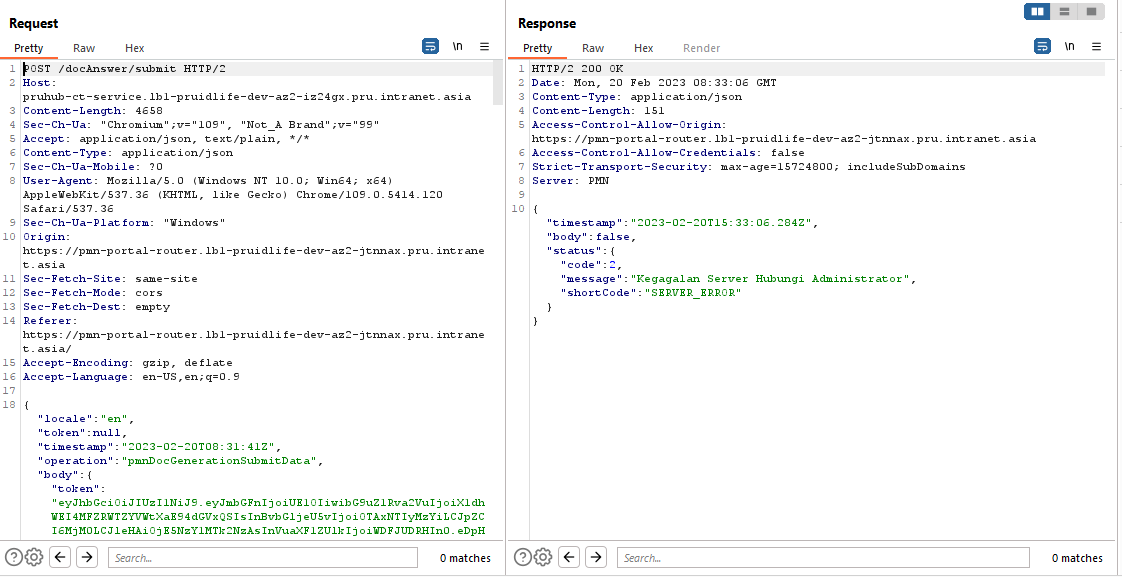 Request
Pretty Raw Hex \n
1 POST /docAnswer/submit HTTP/2
2 Host:
pruhub-ct-service.lb1-pruidlife-dev-az2-iz24gx.pru.intranet.asia
3 Content-Length: 4658
4 Sec-Ch-Ua: "Chromium";v="109", "Not_A Brand";v="99"
5 Accept: application/json, text/plain, */*
6 Content-Type: application/json
7 Sec-Ch-Ua-Mobile: ?0
8 User-Agent: Mozilla/5.0 (Windows NT 10.0; Win64; x64)
AppleWebKit/537.36 (KHTML, like Gecko) Chrome/109.0.5414.120
Safari/537.36
9 Sec-Ch-Ua-Platform: "Windows"
10 Origin:
https://pmn-portal-router.lb1-pruidlife-dev-az2-jtnnax.pru.intrane
t.asia
11 Sec-Fetch-Site: same-site
12 Sec-Fetch-Mode: cors
13 Sec-Fetch-Dest: empty
14 Referer:
https://pmn-portal-router.lb1-pruidlife-dev-az2-jtnnax.pru.intrane
t.asia/
15 Accept-Encoding: gzip, deflate
16 Accept-Language: en-US,en;q=0.9
17
18 {
"locale":"en",
"token":null,
"timestamp":"2023-02-20T08:31:41Z",
"operation":"pmnDocGenerationSubmitData",
"body":{
"token":
Search... 0 matches
Response
Pretty Raw Hex Render \n
1 HTTP/2 200 OK
2 Date: Mon, 20 Feb 2023 08:33:06 GMT
3 Content-Type: application/json
4 Content-Length: 151
5 Access-Control-Allow-Origin:
https://pmn-portal-router.lb1-pruidlife-dev-az2-jtnnax.pru.intranet.asia
6 Access-Control-Allow-Credentials: false
7 Strict-Transport-Security: max-age=15724800; includeSubDomains
8 Server: PMN
9
10 {
"timestamp":"2023-02-20T15:33:06.284Z",
"body":false,
"status":{
"code":2,
"message":"Kegagalan Server Hubungi Administrator",
"shortCode":"SERVER_ERROR"
}
}
Search... 0 matches